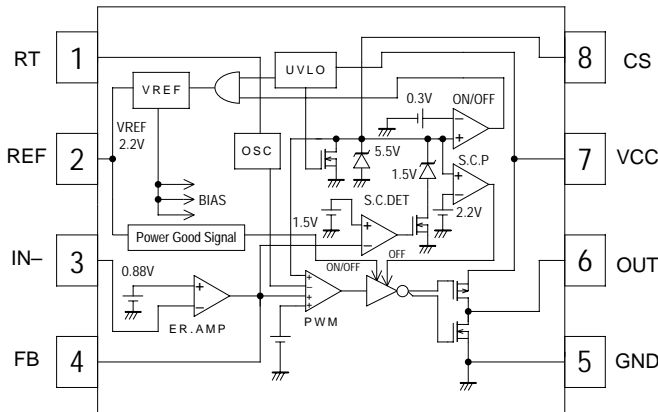 RT 1
8 CS
UVLO
VREF
0.3V
ON/OFF
VREF
2.2V
OSC
REF 2
7 VCC
5.5V
1.5V
S.C.P
BIAS
S.C.DET
1.5V
2.2V
Power Good Signal
IN– 3
6 OUT
ON/OFF
OFF
0.88V
ER.AMP
PWM
FB 4
5 GND
+
−
+
−
+
−
+
−
+
−
+
+